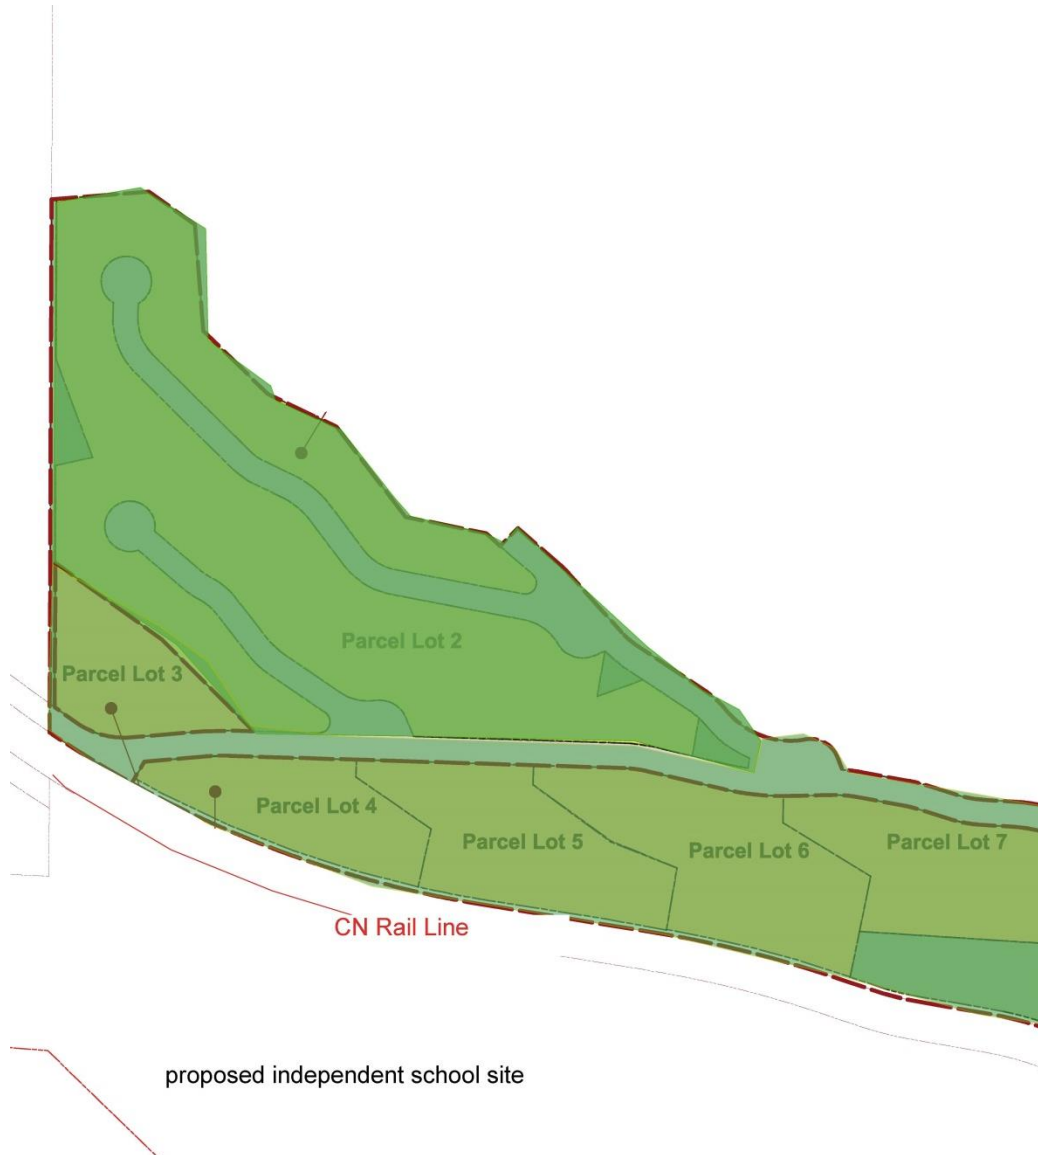 Parcel Lot 2
Parcel Lot 3
Parcel Lot 4
Parcel Lot 5
Parcel Lot 6
Parcel Lot 7
CN Rail Line
proposed independent school site